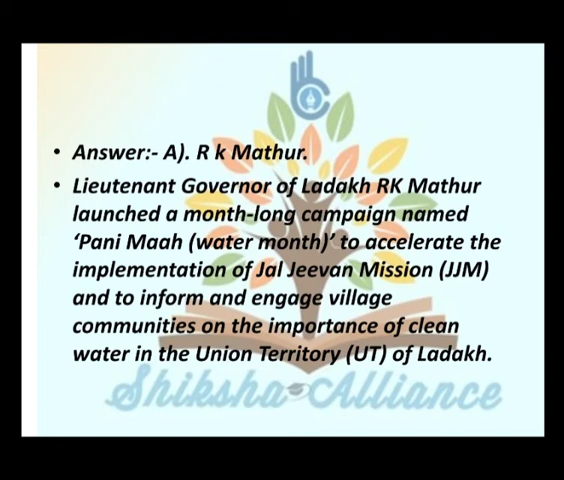 • Answer:- A). R k Mathur.
• Lieutenant Governor of Ladakh RK Mathur
launched a month-long campaign named
‘Pani Maah (water month)’ to accelerate the
implementation of Jal Jeevan Mission (JJM)
and to inform and engage village
communities on the importance of clean
water in the Union Territory (UT) of Ladakh.
Shiksha Alliance